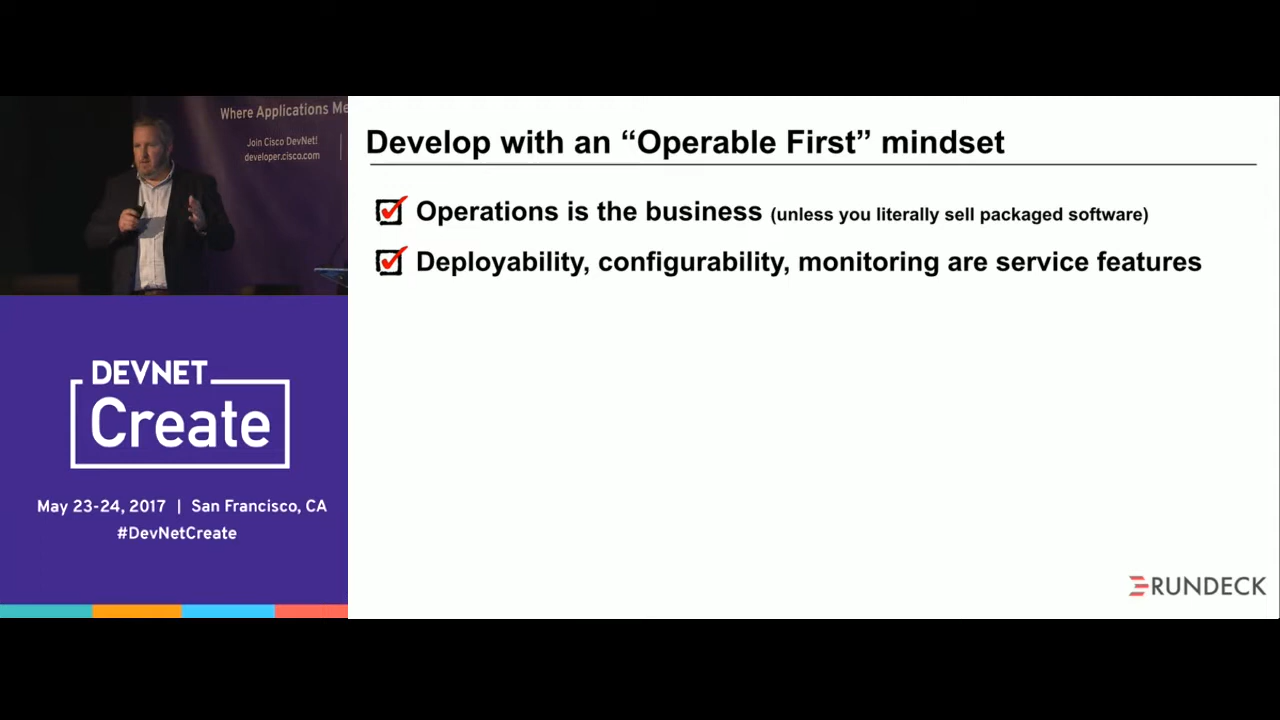 Where Applications Me
Join Cisco DevNet!
developer.cisco.com
DEVNET
Create
May 23-24, 2017 | San Francisco, CA
#DevNetCreate
Develop with an “Operable First” mindset
Operations is the business (unless you literally sell packaged software)
Deployability, configurability, monitoring are service features
RUNDECK